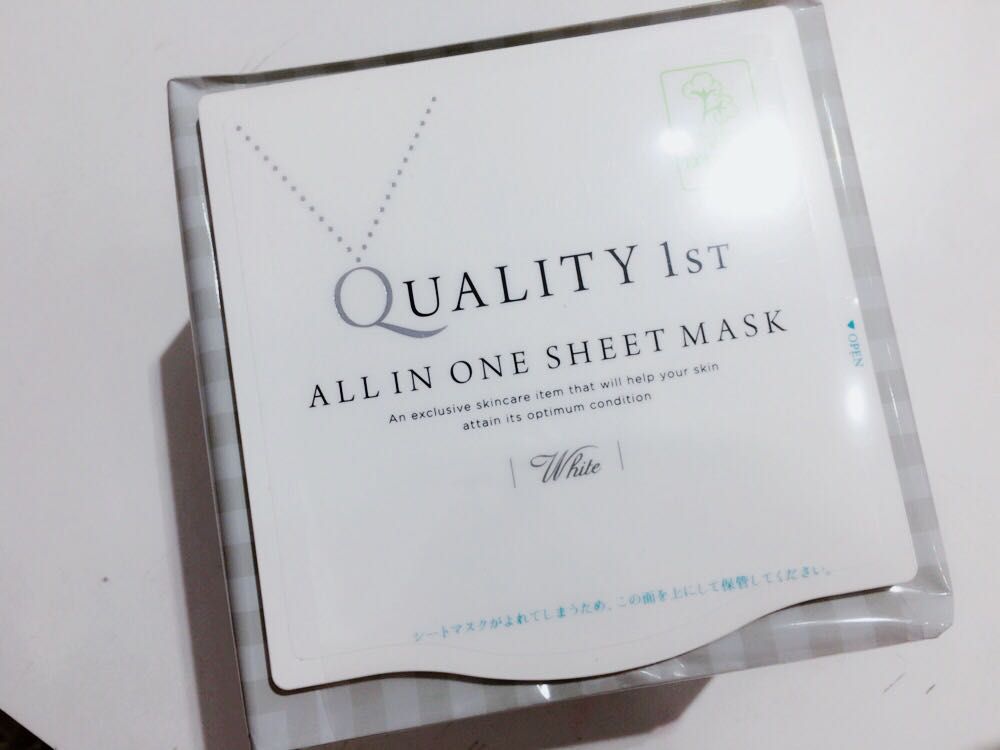 QUALITY 1ST
ALL IN ONE SHEET MASK
An exclusive skincare item that will help your skin
attain its optimum condition
White
▼OPEN
シートマスクがよれてしまうため、この面を上にして保管してください。